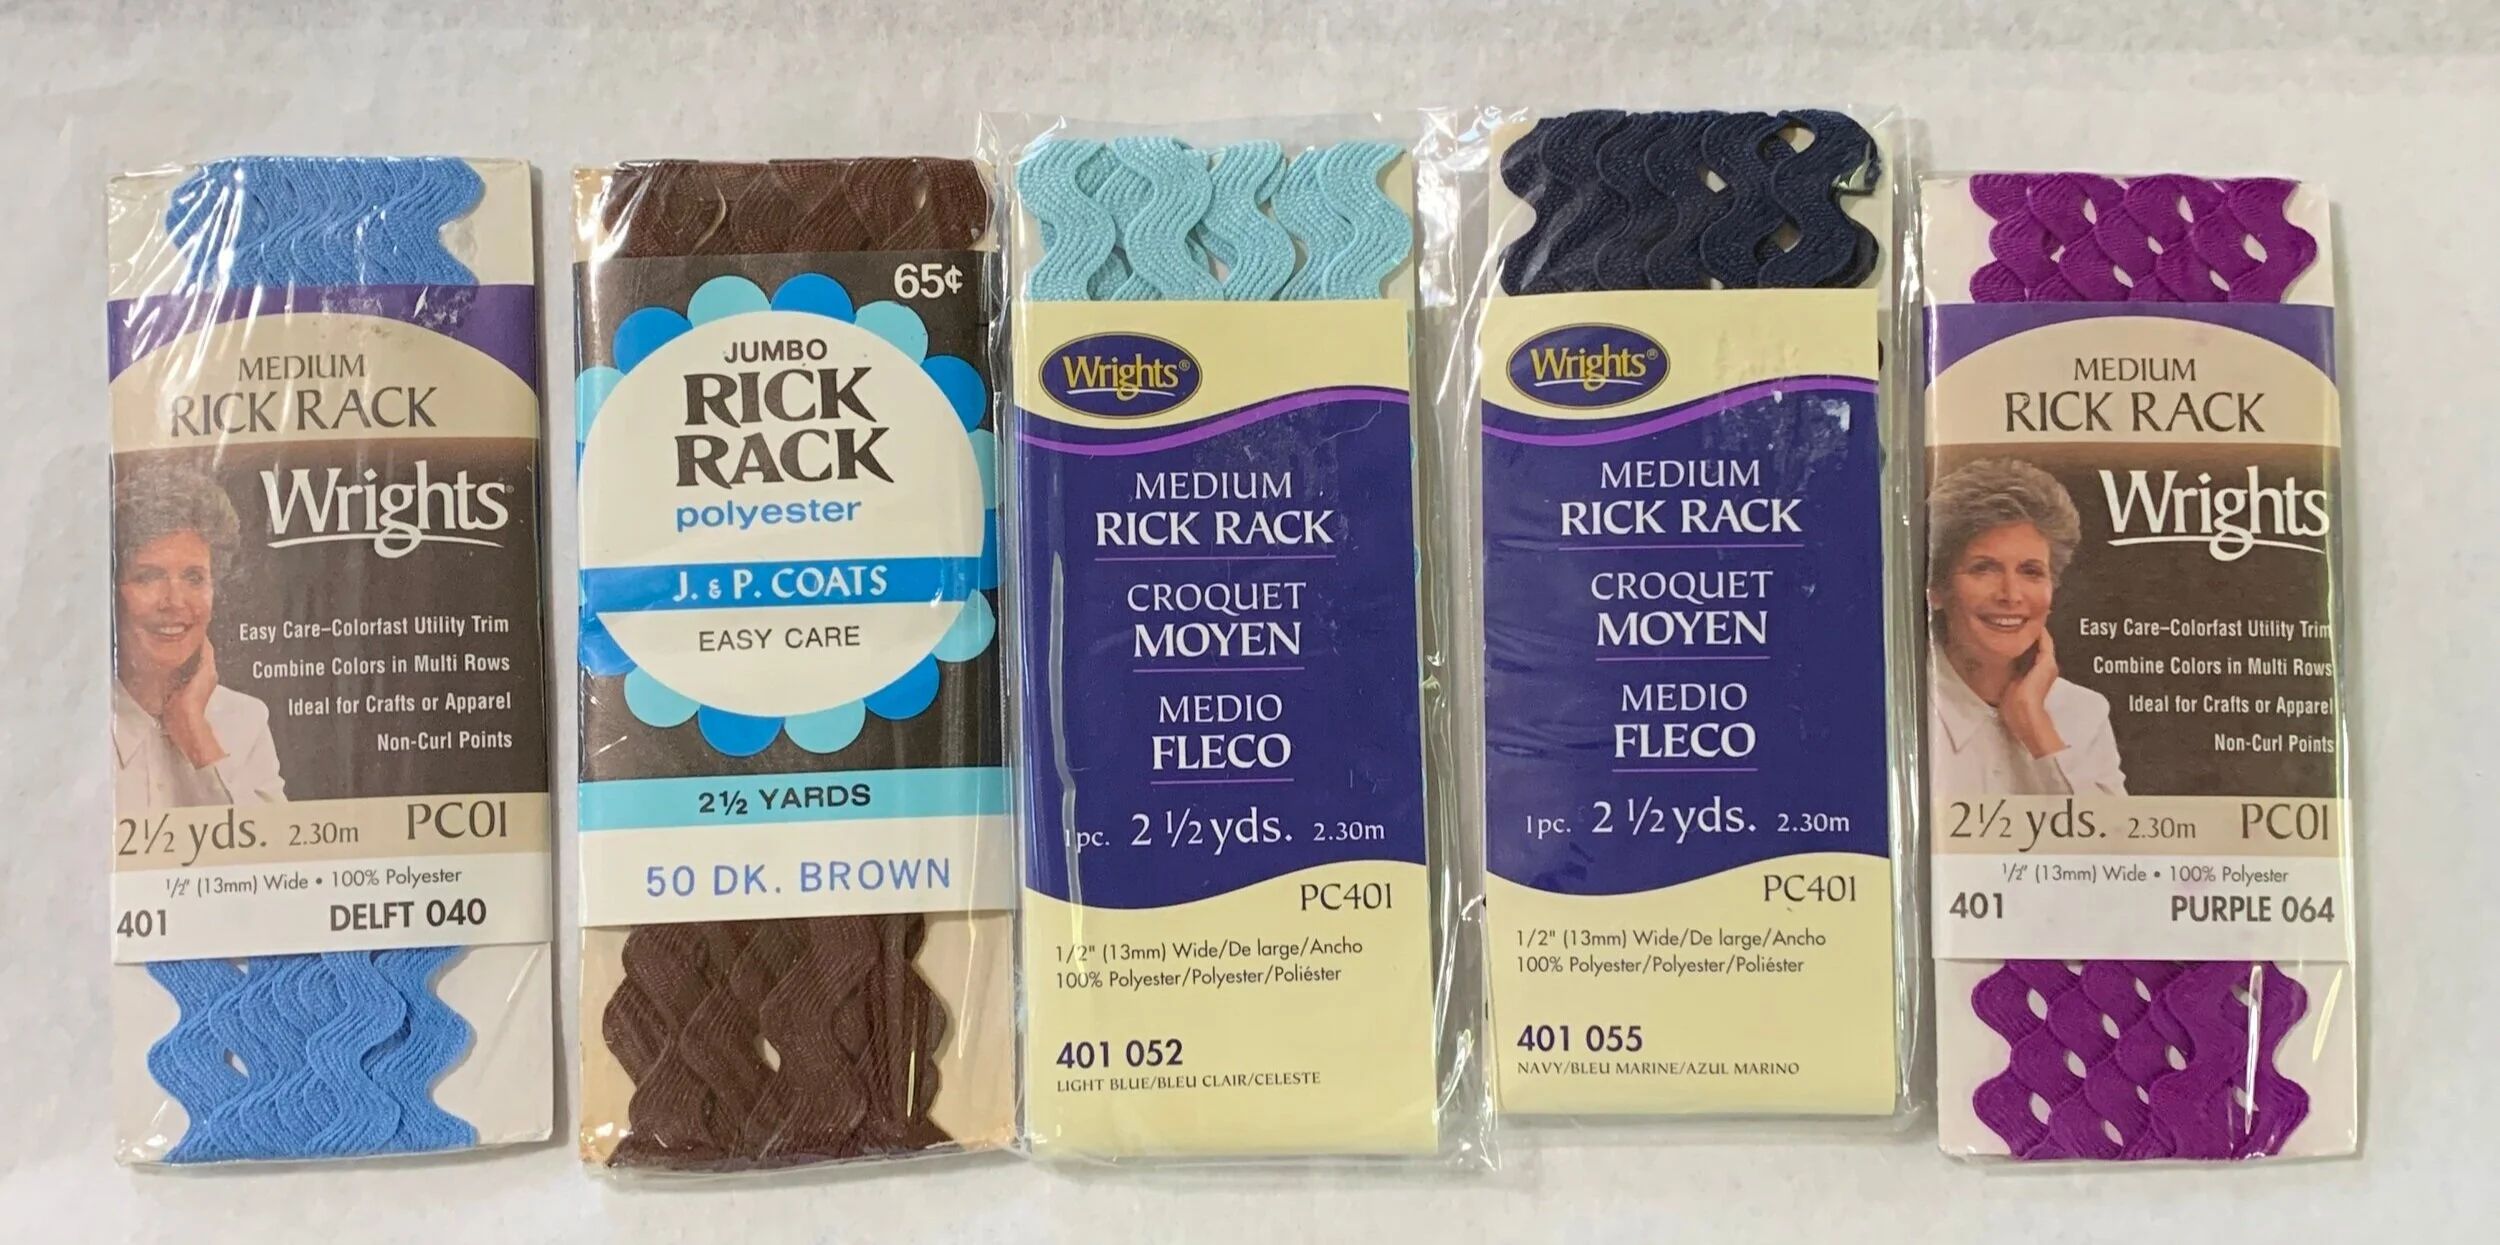 MEDIUM
RICK RACK
Wrights®
Easy Care-Colorfast Utility Trim
Combine Colors in Multi Rows
Ideal for Crafts or Apparel
Non-Curl Points
2½ yds. 2.30m PC01
½" (13mm) Wide • 100% Polyester
401 DELFT 040
65¢
JUMBO
RICK
RACK
polyester
J. & P. COATS
EASY CARE
2½ YARDS
50 DK. BROWN
Wrights®
MEDIUM
RICK RACK
CROQUET
MOYEN
MEDIO
FLECO
1pc. 2 ½ yds. 2.30m
PC401
1/2" (13mm) Wide/De large/Ancho
100% Polyester/Polyester/Poliéster
401 052
LIGHT BLUE/BLEU CLAIR/CELESTE
Wrights®
MEDIUM
RICK RACK
CROQUET
MOYEN
MEDIO
FLECO
1pc. 2 ½ yds. 2.30m
PC401
1/2" (13mm) Wide/De large/Ancho
100% Polyester/Polyester/Poliéster
401 055
NAVY/BLEU MARINE/AZUL MARINO
MEDIUM
RICK RACK
Wrights
Easy Care-Colorfast Utility Trim
Combine Colors in Multi Rows
Ideal for Crafts or Apparel
Non-Curl Points
2½ yds. 2.30m PC01
½" (13mm) Wide • 100% Polyester
401 PURPLE 064